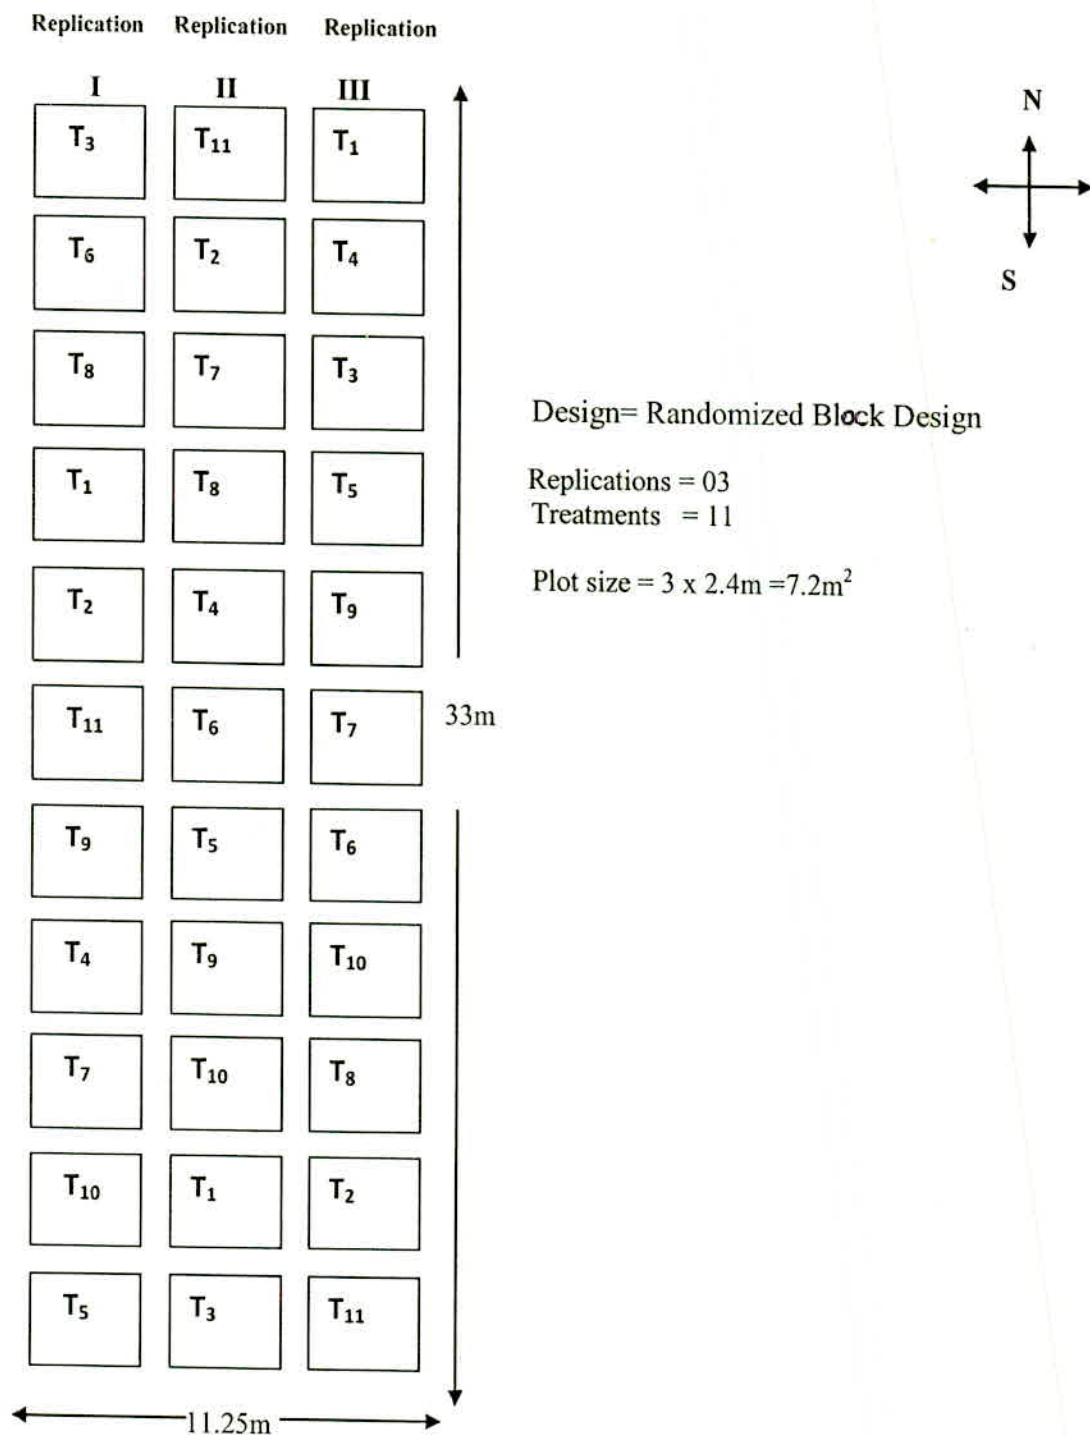 Replication Replication Replication
I II III
N
T₃ T₁₁ T₁
T₆ T₂ T₄
S
T₈ T₇ T₃
Design= Randomized Block Design
T₁ T₈ T₅
Replications = 03
Treatments = 11
Plot size = 3 x 2.4m =7.2m²
T₂ T₄ T₉
T₁₁ T₆ T₇ 33m
T₉ T₅ T₆
T₄ T₉ T₁₀
T₇ T₁₀ T₈
T₁₀ T₁ T₂
T₅ T₃ T₁₁
11.25m